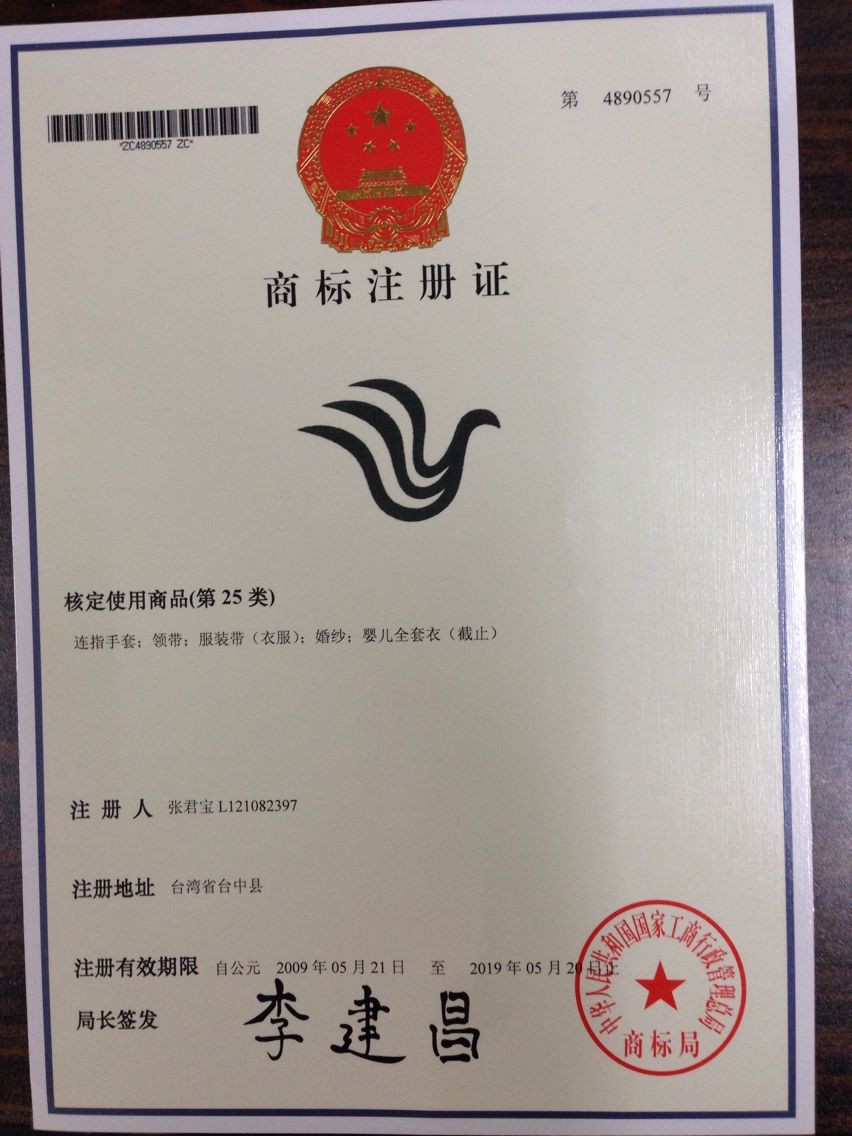 第 4890557 号
*ZC4890557 ZC*
商标注册证
核定使用商品(第 25 类)
连指手套；领带；服装带（衣服）；婚纱；婴儿全套衣（截止）
注 册 人 张君宝 L121082397
注册地址 台湾省台中县
注册有效期限 自公元 2009 年 05 月 21 日 至 2019 年 05 月 20 日止
局长签发 李建昌
中华人民共和国国家工商行政管理总局
商标局